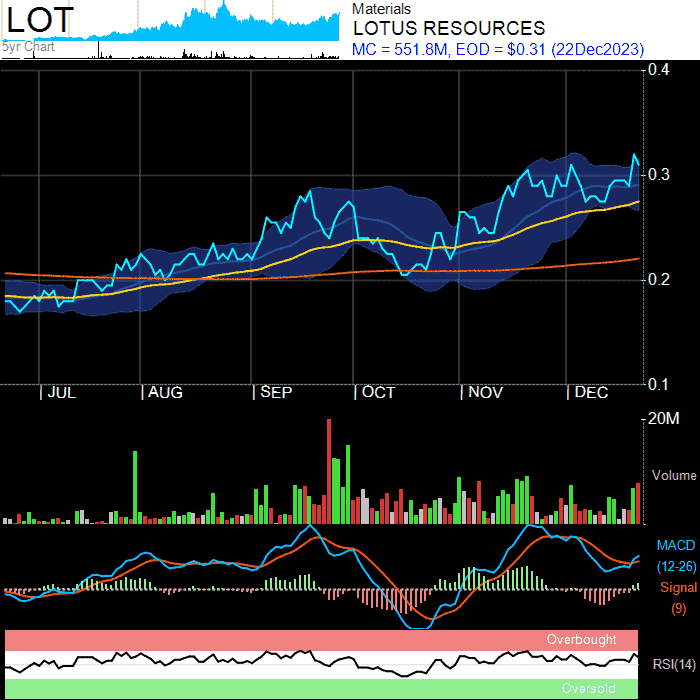 LOT
5yr Chart
Materials
LOTUS RESOURCES
MC = 551.8M, EOD = $0.31 (22Dec2023)
0.4
0.3
0.2
0.1
| JUL | AUG | SEP | OCT | NOV | DEC
20M
Volume
MACD
(12-26)
Signal
(9)
Overbought
RSI(14)
Oversold